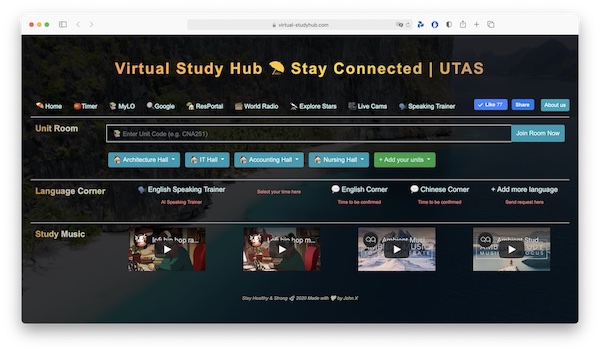 virtual-studyhub.com
Virtual Study Hub Stay Connected | UTAS
Home Timer MyLO Google ResPortal World Radio Explore Stars Live Cams Speaking Trainer Like 77 Share About us
Unit Room
Enter Unit Code (e.g. CNA251) Join Room Now
Architecture Hall IT Hall Accounting Hall Nursing Hall + Add your units
Language Corner English Speaking Trainer English Corner Chinese Corner + Add more language
AI Speaking Trainer Select your time here Time to be confirmed Time to be confirmed Send request here
Study Music
lofi hip hop ra... lofi hip hop m... Ambient Musi... Ambient Stud...
Stay Healthy & Strong 2020 Made with by John.X